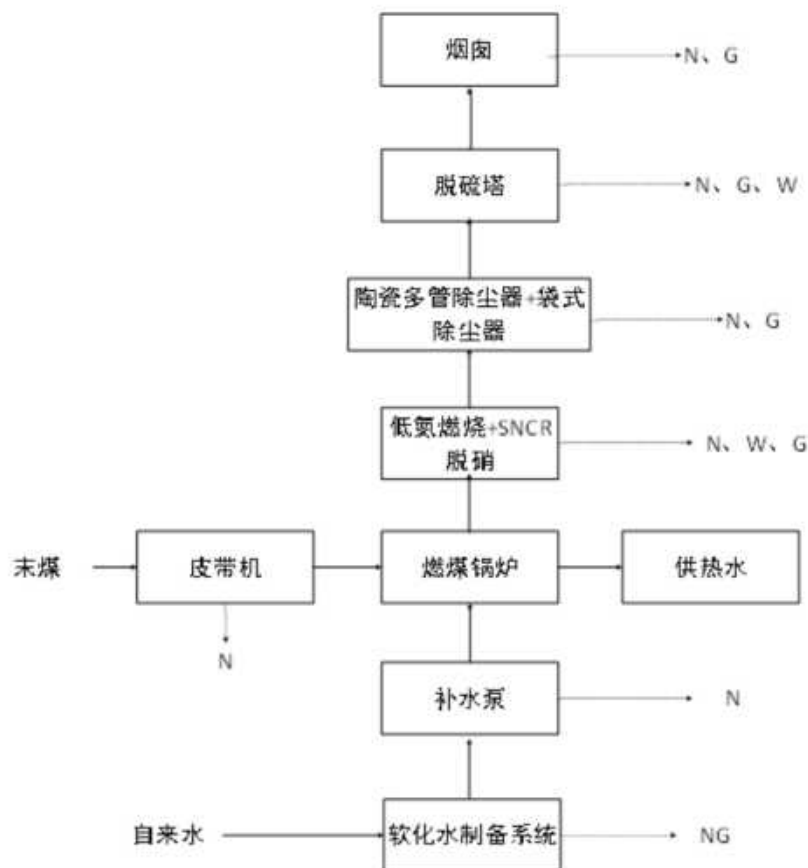 烟囱
N、G
脱硫塔
N、G、W
陶瓷多管除尘器+袋式
除尘器
N、G
低氨燃烧+SNCR
脱硝
N、W、G
末煤
皮带机
燃煤锅炉
供热水
N
补水泵
N
自来水
软化水制备系统
NG